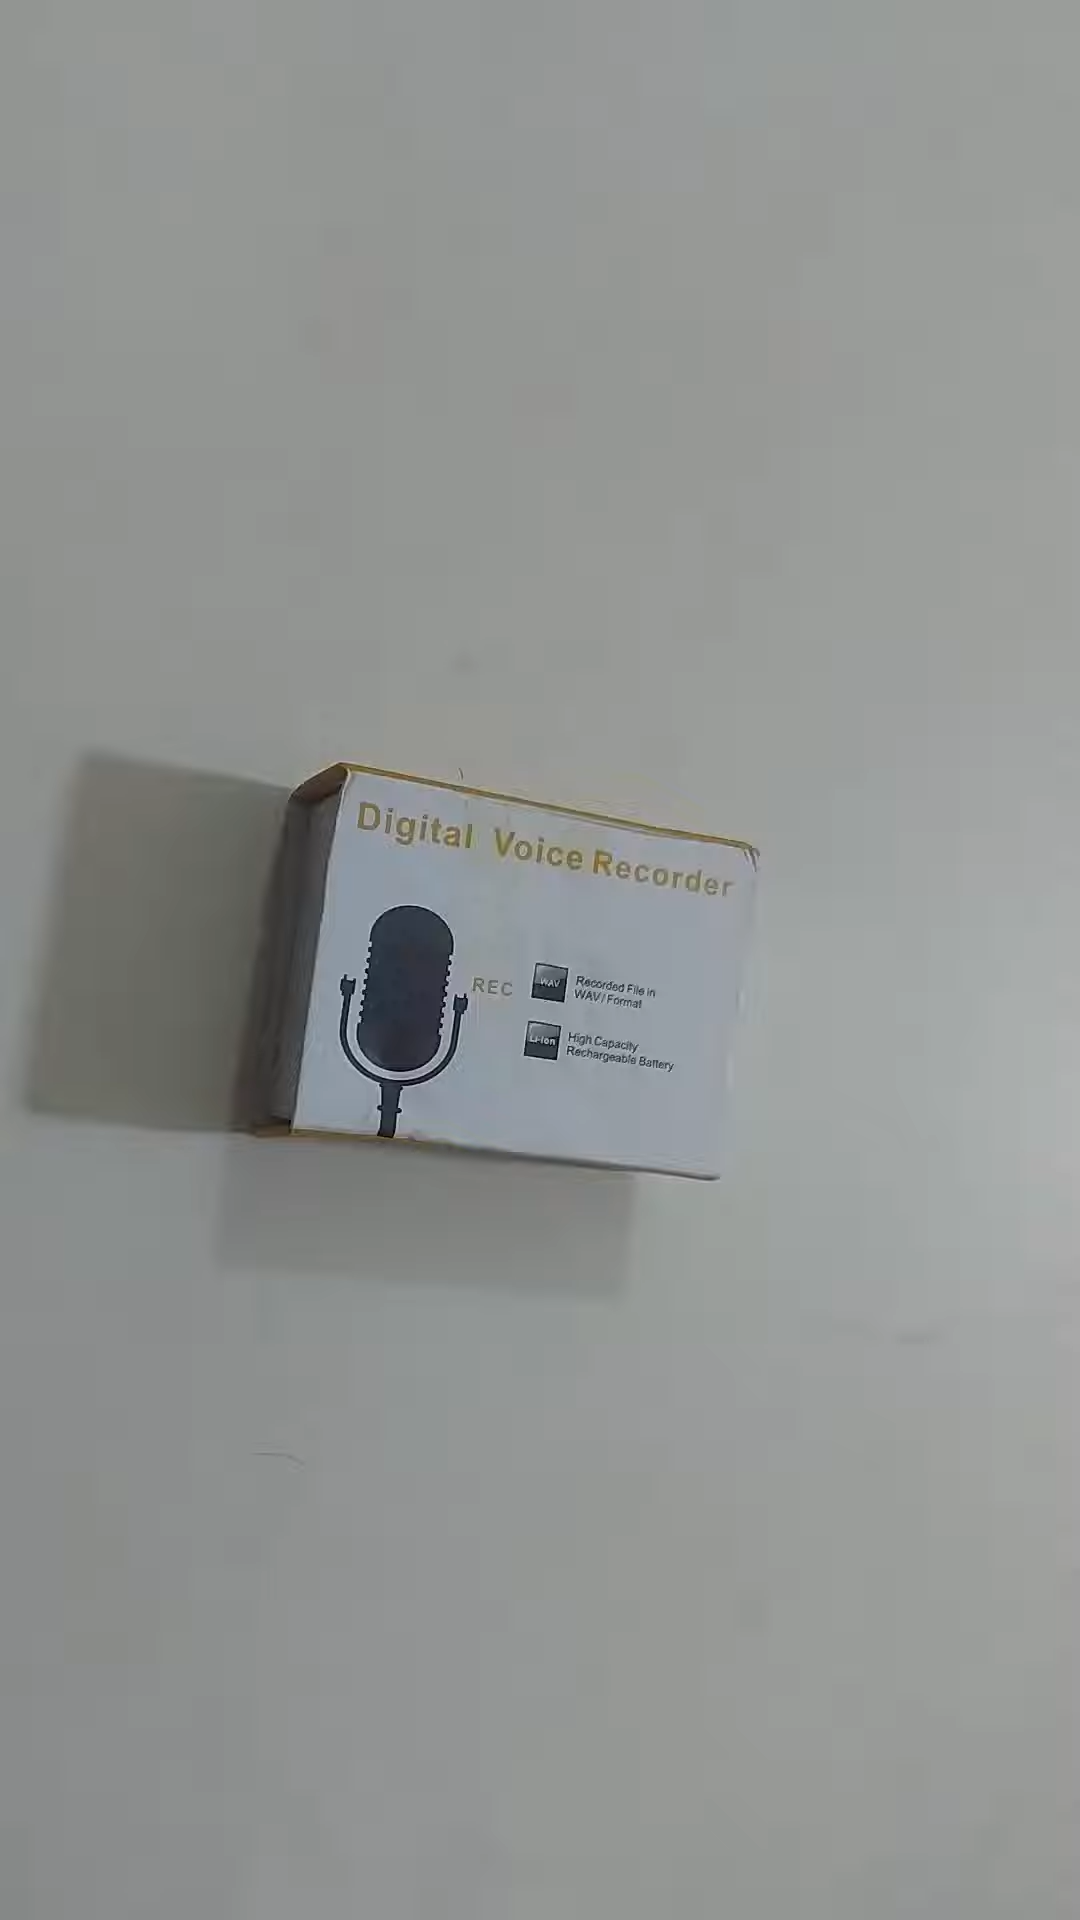 Digital Voice Recorder
REC
WAV
Recorded File in
WAV/Format
Li-ion
High Capacity
Rechargeable Battery